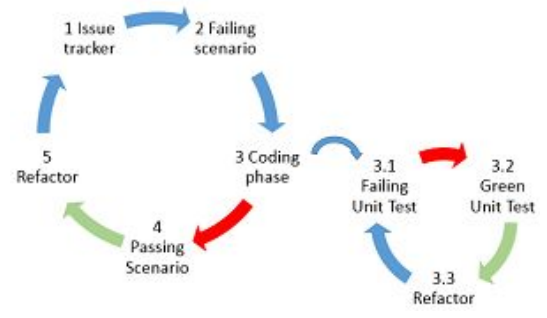 1 Issue
tracker
2 Failing
scenario
3 Coding
phase
4
Passing
Scenario
5
Refactor
3.1
Failing
Unit Test
3.2
Green
Unit Test
3.3
Refactor